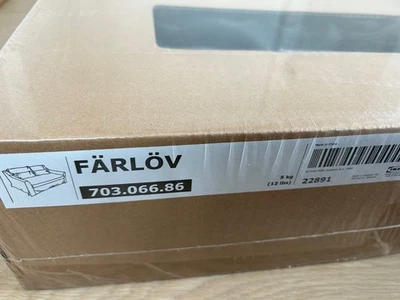 FÄRLÖV
703.066.86
5 kg
(12 lbs)
22891